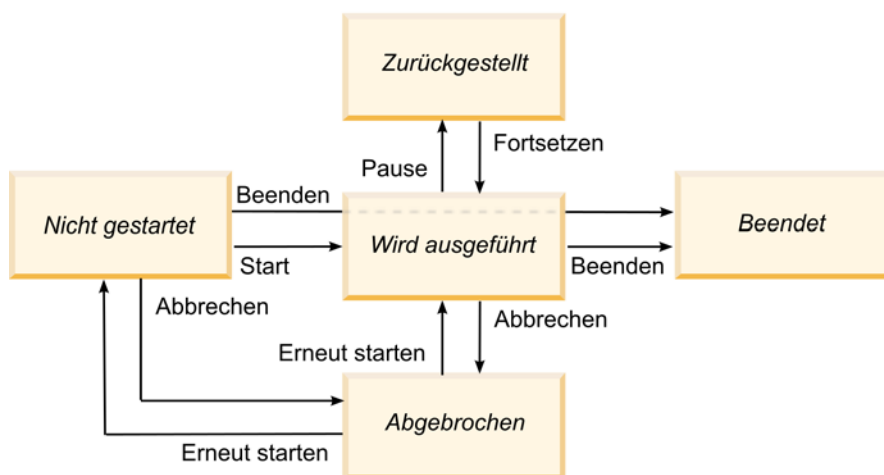 Zurückgestellt
Fortsetzen
Pause
Beenden
Nicht gestartet
Wird ausgeführt
Beendet
Start
Beenden
Abbrechen
Abbrechen
Erneut starten
Abgebrochen
Erneut starten